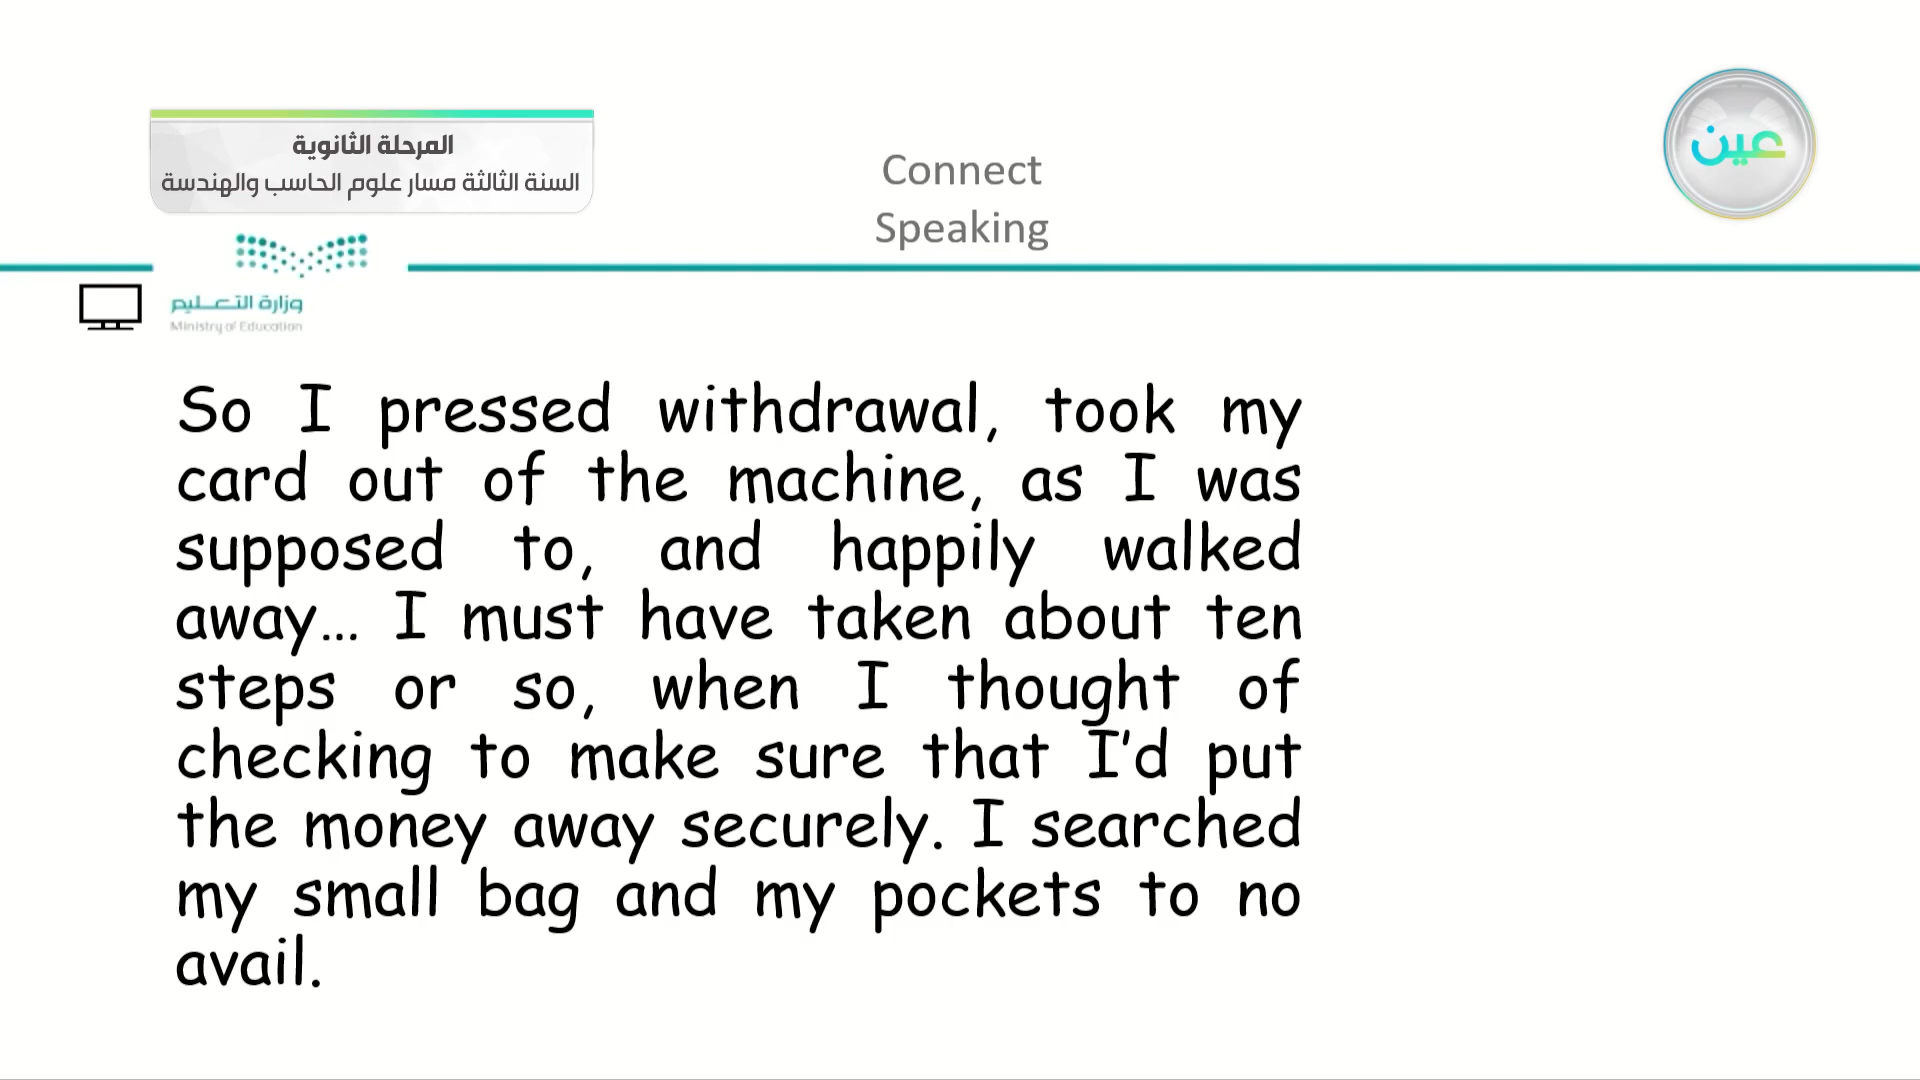 المرحلة الثانوية
السنة الثالثة مسار علوم الحاسب والهندسة
Connect
Speaking
عين
وزارة التعليم
Ministry of Education
So I pressed withdrawal, took my
card out of the machine, as I was
supposed to, and happily walked
away... I must have taken about ten
steps or so, when I thought of
checking to make sure that I'd put
the money away securely. I searched
my small bag and my pockets to no
avail.